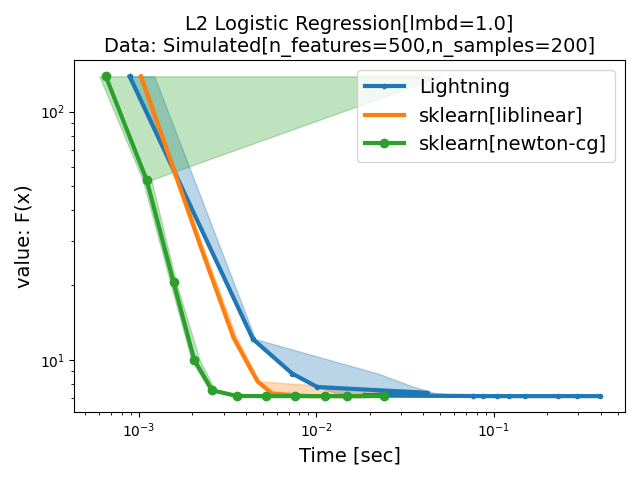 L2 Logistic Regression[lmbd=1.0]
Data: Simulated[n_features=500,n_samples=200]
Lightning
sklearn[liblinear]
sklearn[newton-cg]
value: F(x)
10²
10¹
10⁻³
10⁻²
10⁻¹
Time [sec]